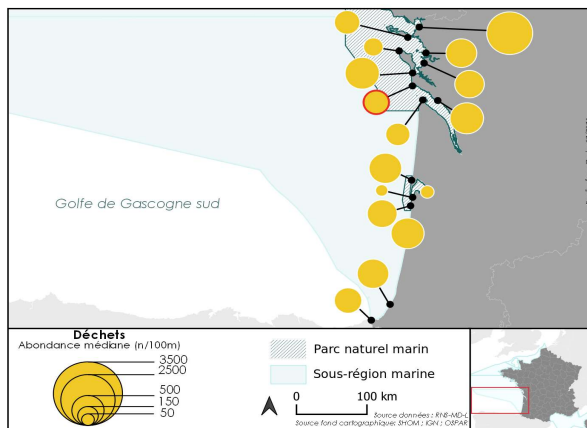 Golfe de Gascogne sud
Déchets
Abondance médiane (n/100m)
3500
2500
500
150
50
Parc naturel marin
Sous-région marine
0 100 km
Source données : RNS-MD-L
Source fond cartographique: SHOM ; IGN ; OSPAR